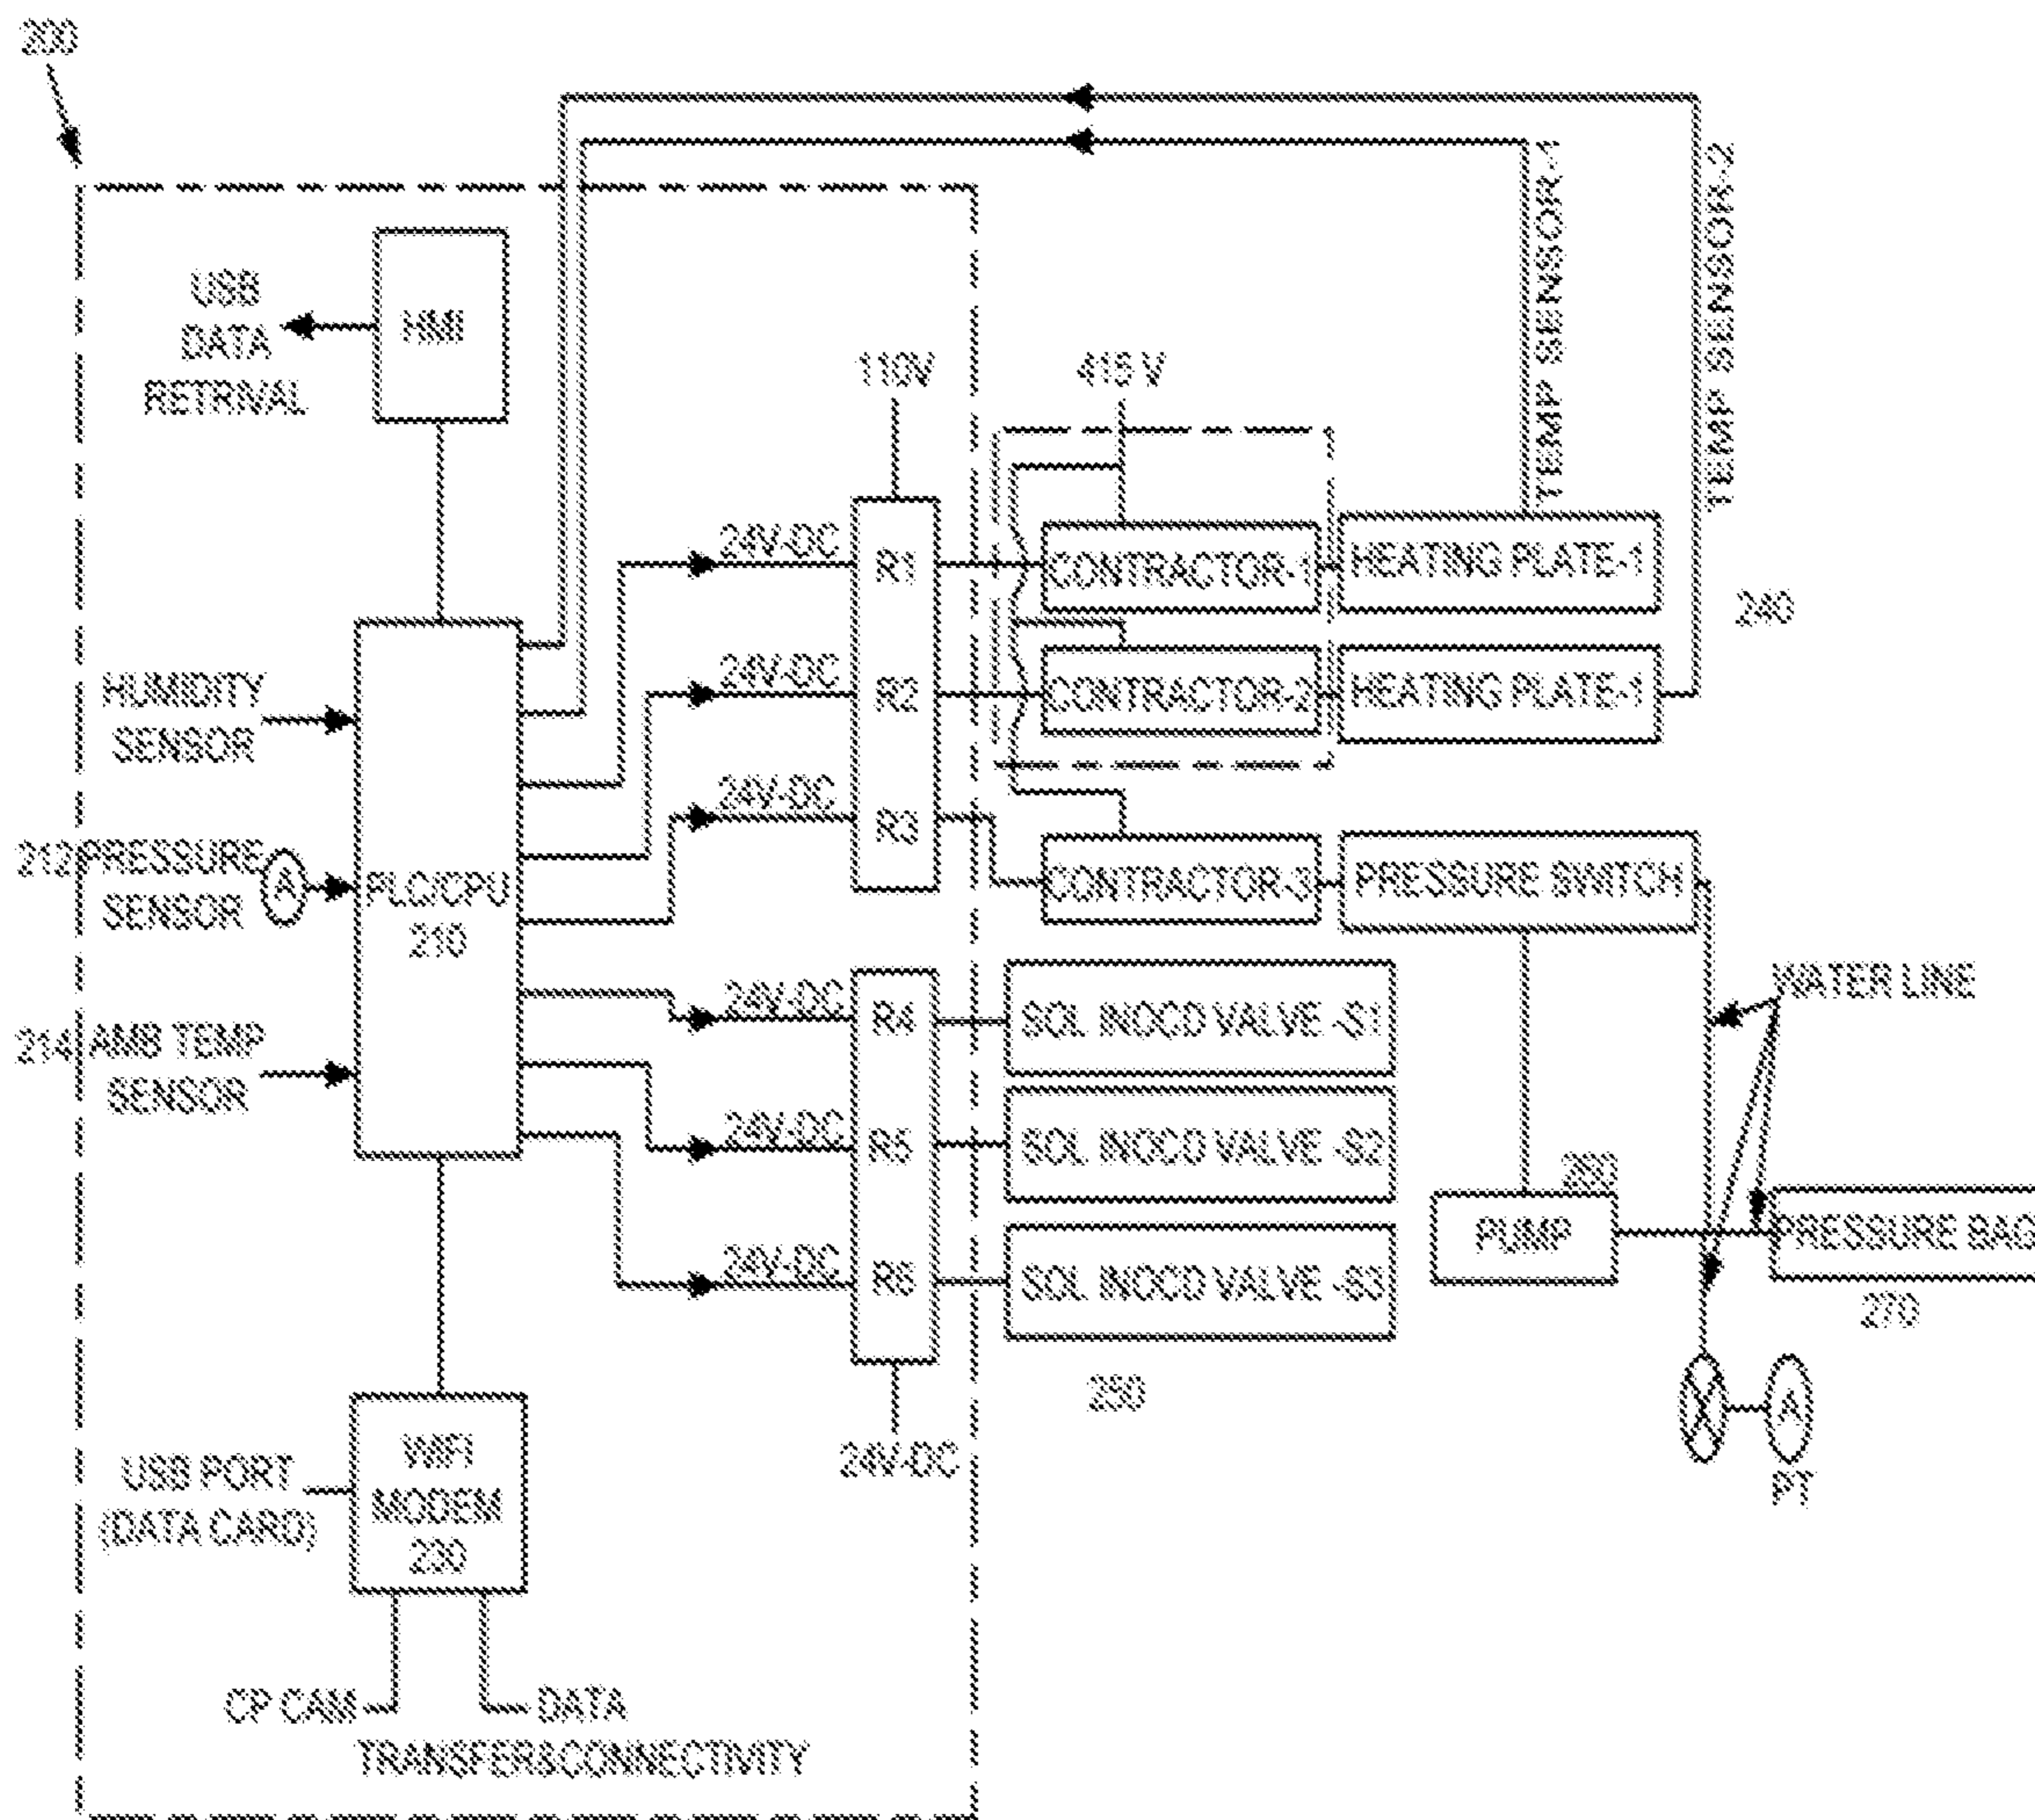 200
USB
DATA
RETRIVAL
HMI
110V
415 V
TEMP SENSOR-1
TEMP SENSOR-2
24V-DC
R1
CONTRACTOR-1
HEATING PLATE-1
240
24V-DC
R2
CONTRACTOR-2
HEATING PLATE-1
HUMIDITY
SENSOR
24V-DC
R3
CONTRACTOR-3
PRESSURE SWITCH
212 PRESSURE
SENSOR
A
PLC/CPU
210
WATER LINE
24V-DC
R4
SOL INOCD VALVE -S1
214 AMB TEMP
SENSOR
24V-DC
R5
SOL INOCD VALVE -S2
PUMP
PRESSURE BAG
270
24V-DC
R6
SOL INOCD VALVE -S3
250
24V-DC
X
A
PT
USB PORT
(DATA CARD)
WIFI
MODEM
230
CP CAM
DATA
TRANSFER&CONNECTIVITY